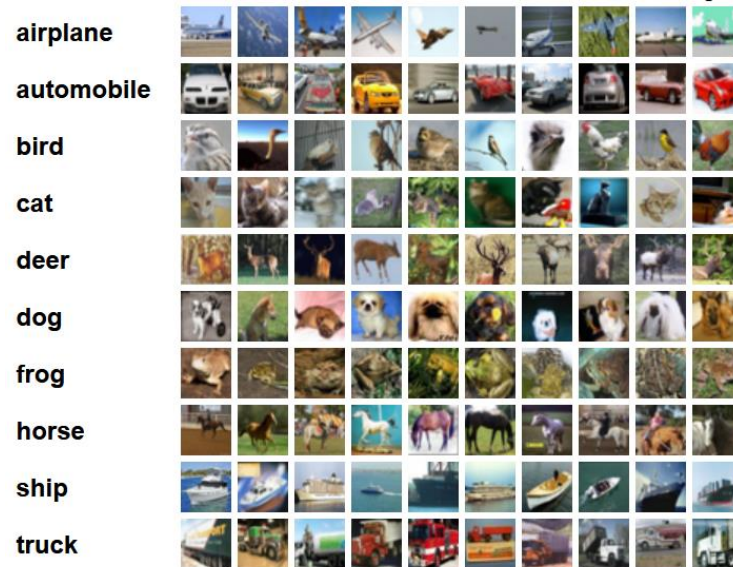 airplane
automobile
bird
cat
deer
dog
frog
horse
ship
truck